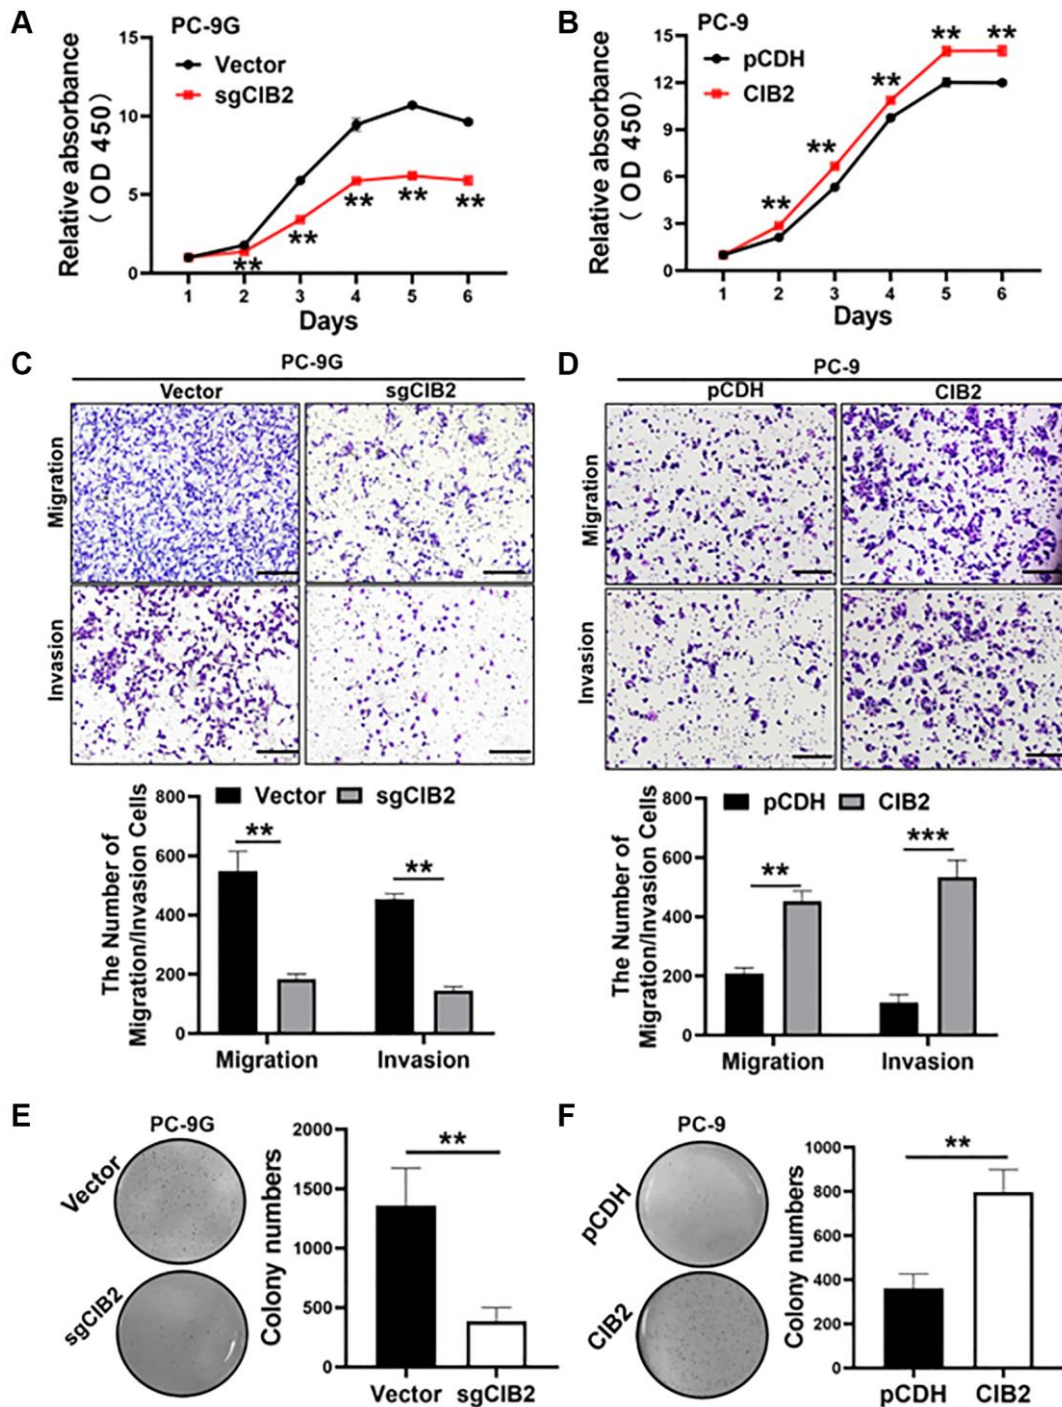 A
PC-9G
Vector
sgCIB2
Relative absorbance
( OD 450)
15
10
5
0
**
**
**
**
**
1 2 3 4 5 6
Days
B
PC-9
pCDH
CIB2
Relative absorbance
( OD 450)
15
12
9
6
3
0
**
**
**
**
**
1 2 3 4 5 6
Days
C
PC-9G
Vector sgCIB2
Migration
Invasion
Vector sgCIB2
The Number of
Migration/Invasion Cells
800
600
400
200
0
**
**
Migration Invasion
D
PC-9
pCDH CIB2
Migration
Invasion
pCDH CIB2
The Number of
Migration/Invasion Cells
800
600
400
200
0
**
***
Migration Invasion
E
PC-9G
Vector
sgCIB2
Colony numbers
2000
1500
1000
500
0
**
Vector sgCIB2
F
PC-9
pCDH
CIB2
Colony numbers
1000
800
600
400
200
0
**
pCDH CIB2